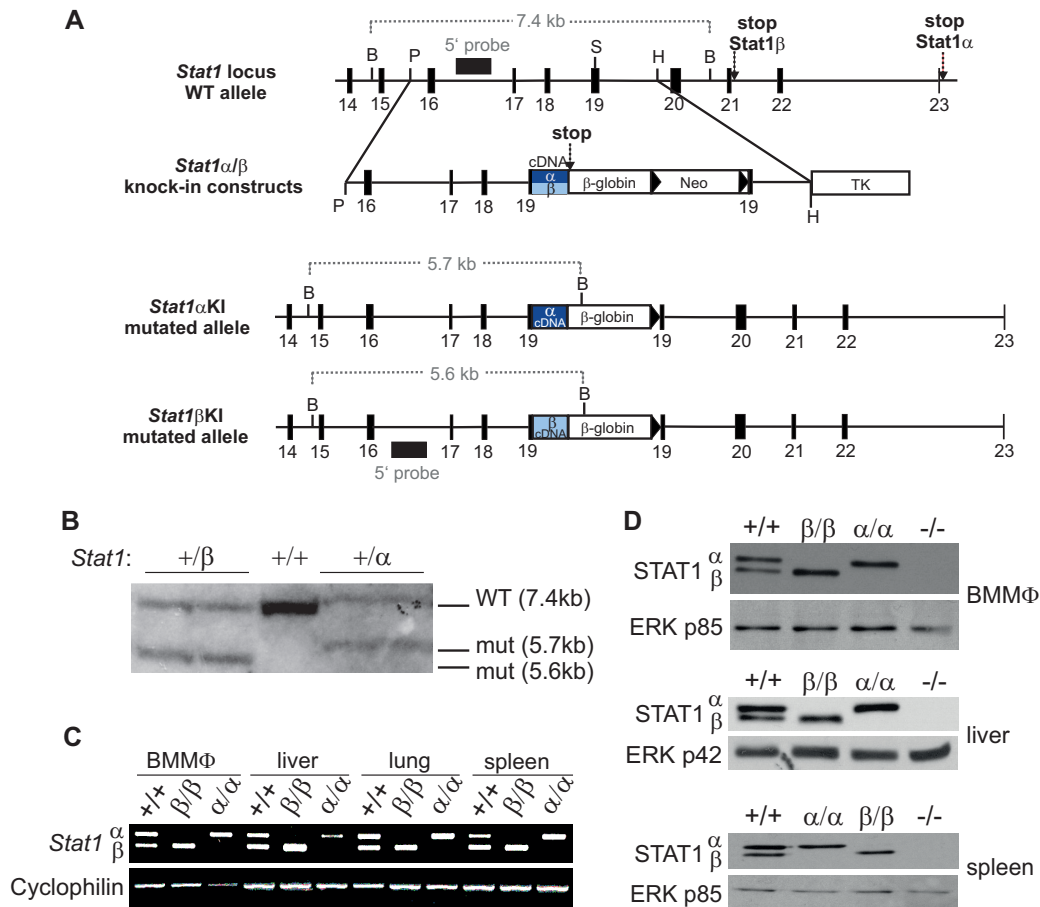 A
7.4 kb
B
P
5' probe
S
H
B
stop
Stat1β
stop
Stat1α
Stat1 locus
WT allele
14 15 16 17 18 19 20 21 22 23
Stat1α/β
knock-in constructs
stop
cDNA
α
β
β-globin
Neo
TK
P
16 17 18 19 19
H
5.7 kb
B
B
Stat1αKI
mutated allele
α
cDNA
β-globin
14 15 16 17 18 19 19 20 21 22 23
5.6 kb
B
B
Stat1βKI
mutated allele
β
cDNA
β-globin
14 15 16 17 18 19 19 20 21 22 23
5' probe
B
Stat1: +/β +/+ +/α
WT (7.4kb)
mut (5.7kb)
mut (5.6kb)
C
BMMΦ liver lung spleen
+/+ β/β α/α +/+ β/β α/α +/+ β/β α/α +/+ β/β α/α
Stat1 α
β
Cyclophilin
D
+/+ β/β α/α -/-
STAT1 α
β
ERK p85
BMMΦ
+/+ β/β α/α -/-
STAT1 α
β
ERK p42
liver
+/+ α/α β/β -/-
STAT1 α
β
ERK p85
spleen